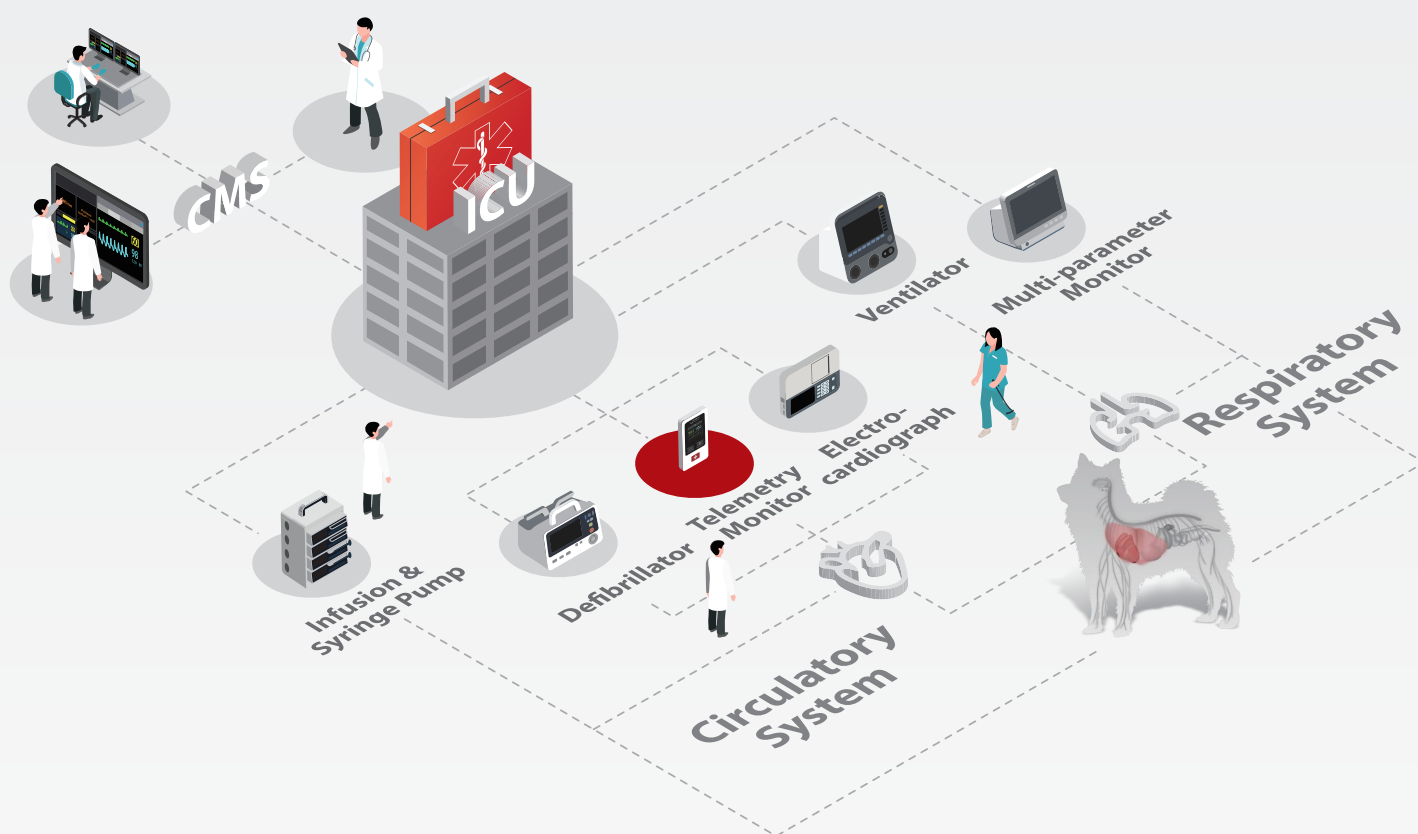 CMS
ICU
Ventilator
Multi-parameter
Monitor
Respiratory
System
Electro-
cardiograph
Telemetry
Monitor
Defibrillator
Infusion &
Syringe Pump
Circulatory
System